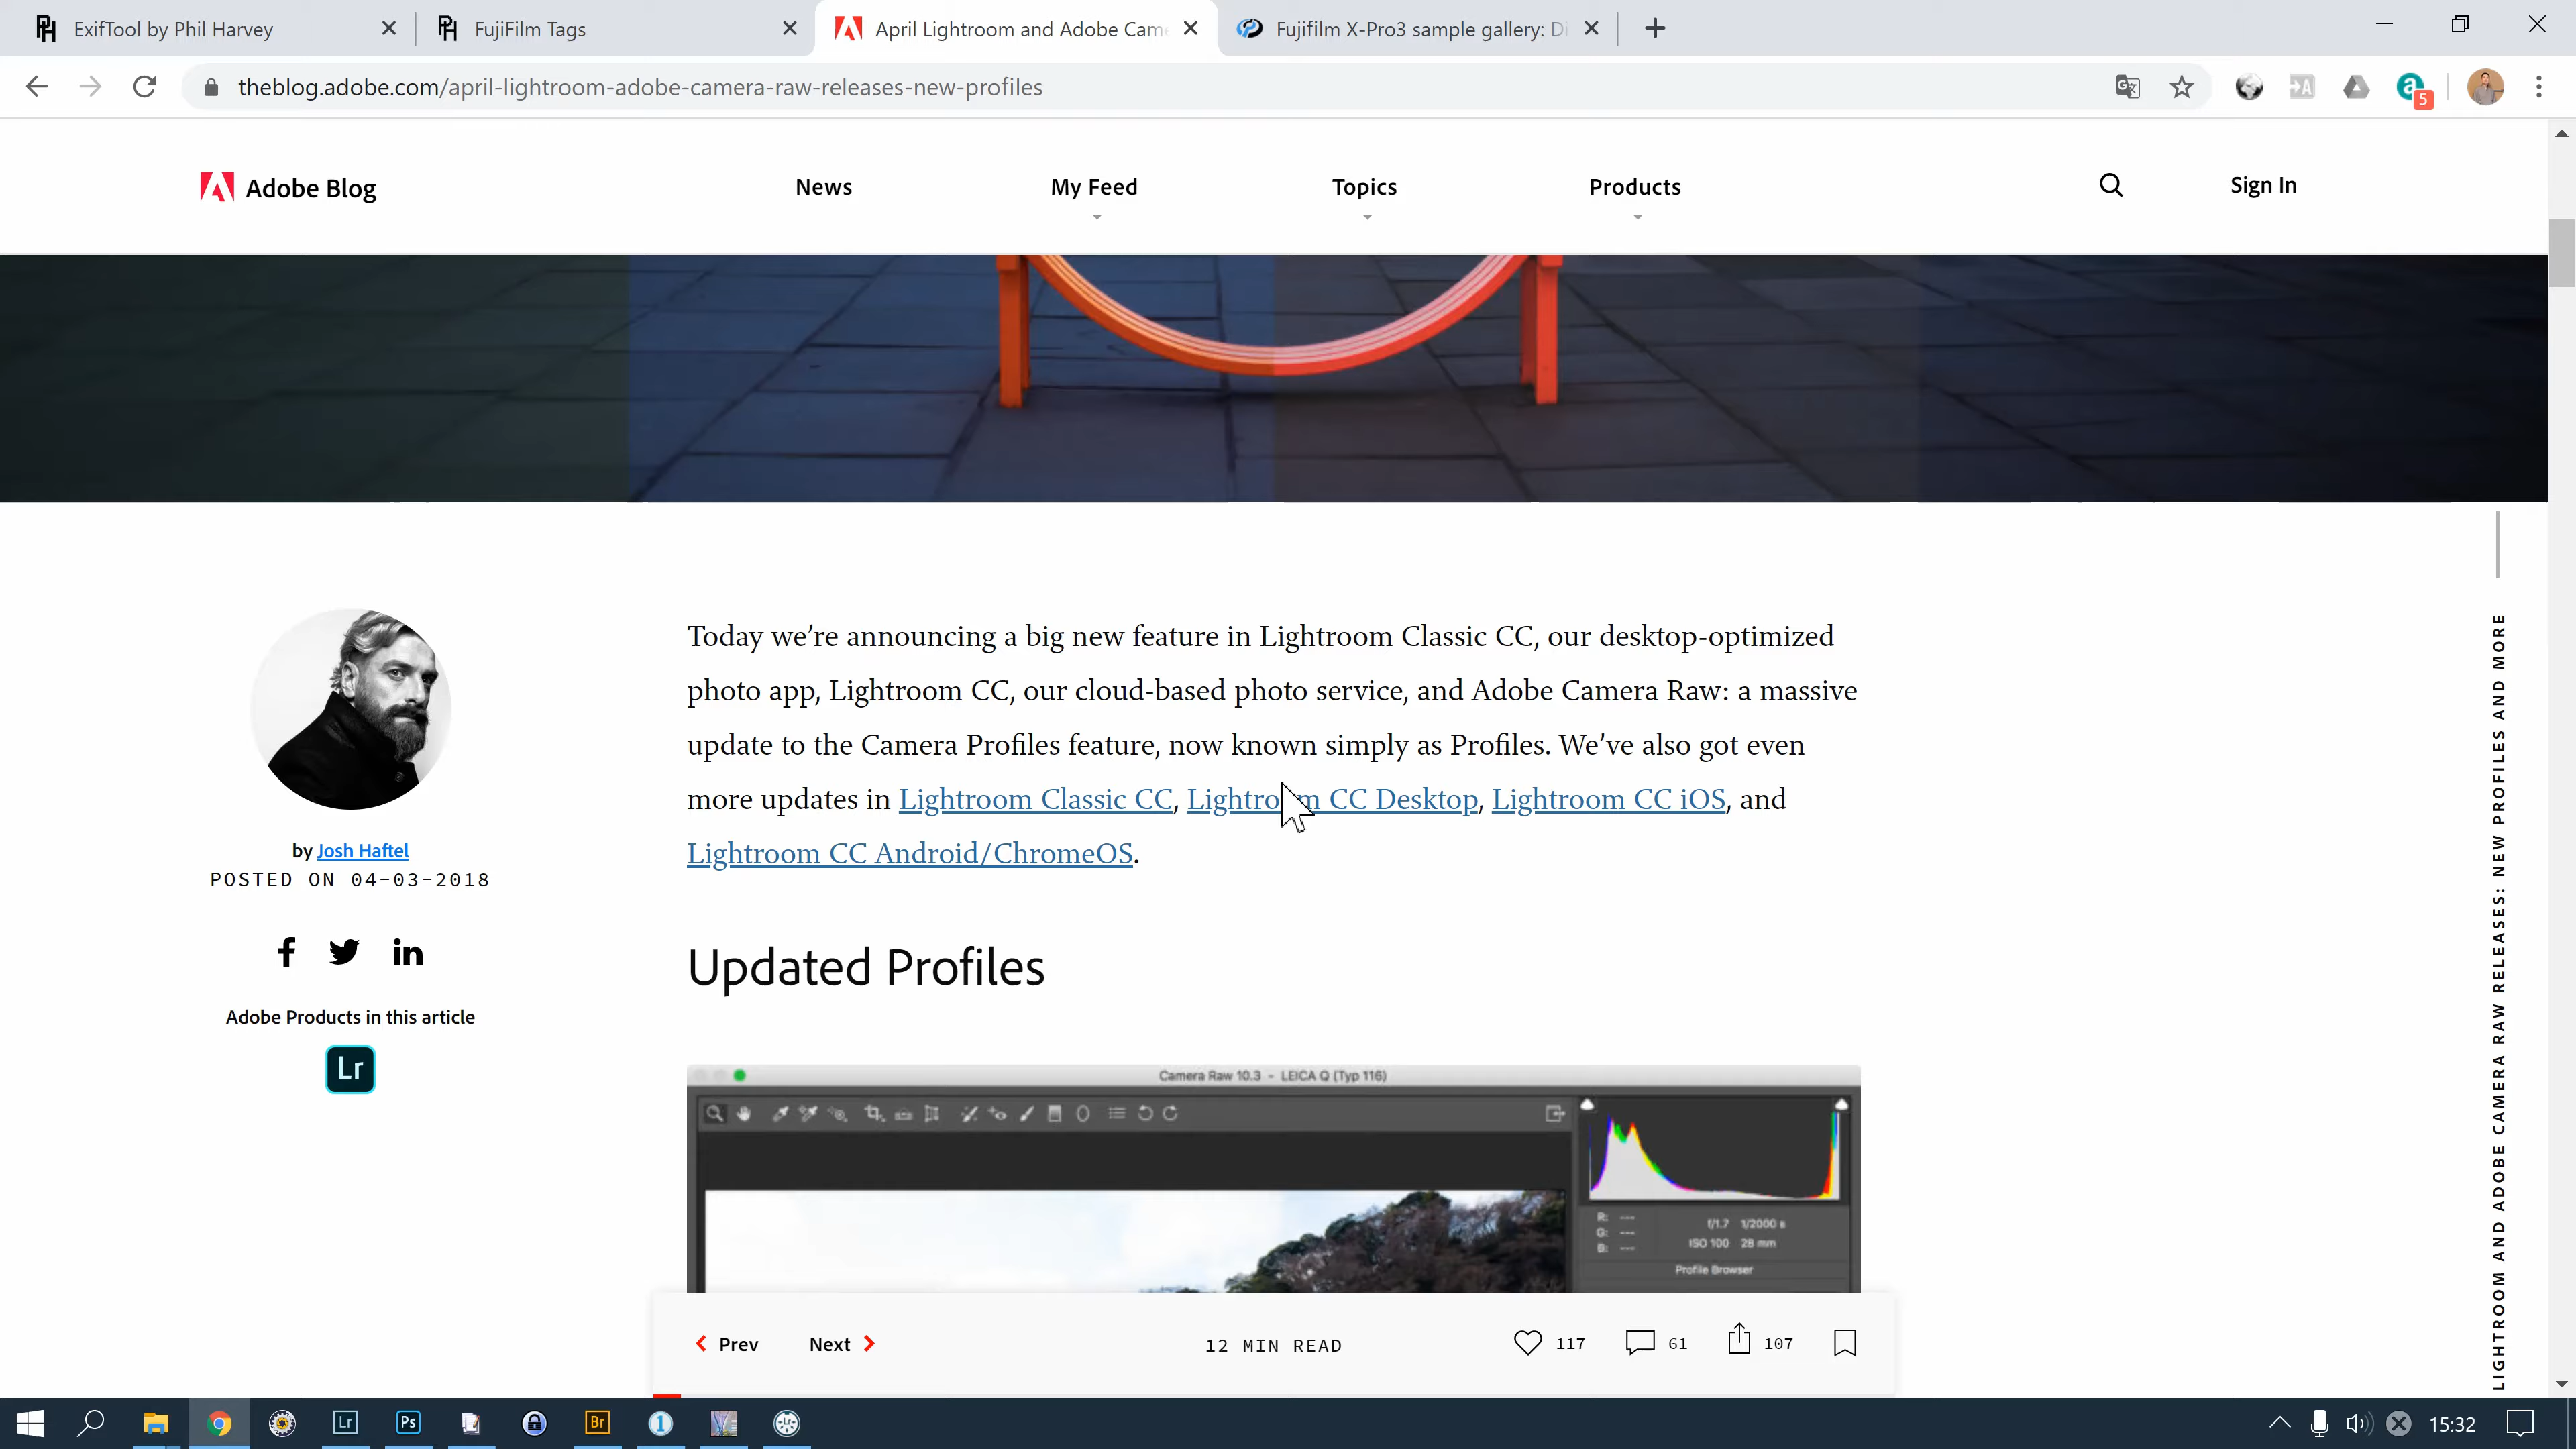 ExifTool by Phil Harvey
FujiFilm Tags
April Lightroom and Adobe Came
Fujifilm X-Pro3 sample gallery: Di
theblog.adobe.com/april-lightroom-adobe-camera-raw-releases-new-profiles
5
Adobe Blog
News
My Feed
Topics
Products
Sign In
Today we’re announcing a big new feature in Lightroom Classic CC, our desktop-optimized
photo app, Lightroom CC, our cloud-based photo service, and Adobe Camera Raw: a massive
update to the Camera Profiles feature, now known simply as Profiles. We’ve also got even
more updates in Lightroom Classic CC, Lightroom CC Desktop, Lightroom CC iOS, and
Lightroom CC Android/ChromeOS.
by Josh Haftel
POSTED ON 04-03-2018
Adobe Products in this article
Lr
Updated Profiles
Camera Raw 10.3 - LEICA Q (Typ 116)
R: ---
G: ---
B: ---
f/1.7 1/2000 s
ISO 100 28 mm
Profile Browser
Prev
Next
12 MIN READ
117
61
107
LIGHTROOM AND ADOBE CAMERA RAW RELEASES: NEW PROFILES AND MORE
Lr
Ps
Br
1
15:32